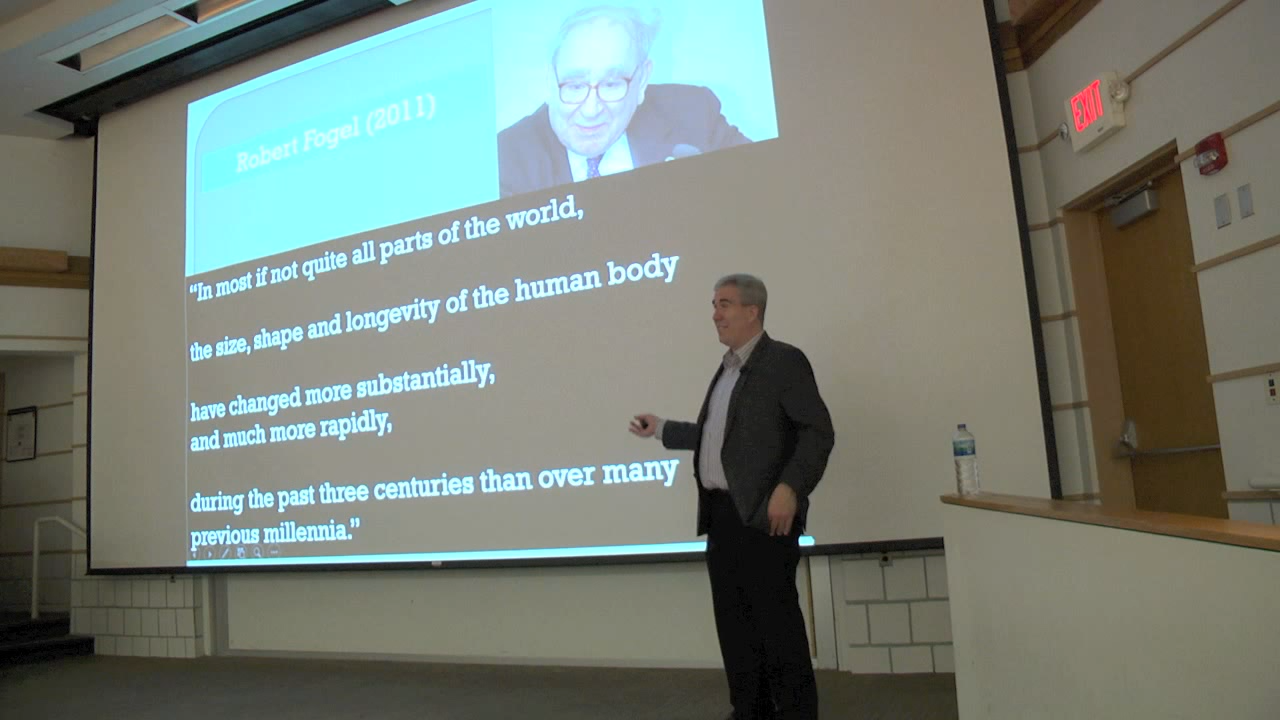 Robert Fogel (2011)
“In most if not quite all parts of the world,
the size, shape and longevity of the human body
have changed more substantially,
and much more rapidly,
during the past three centuries than over many
previous millennia.”
EXIT